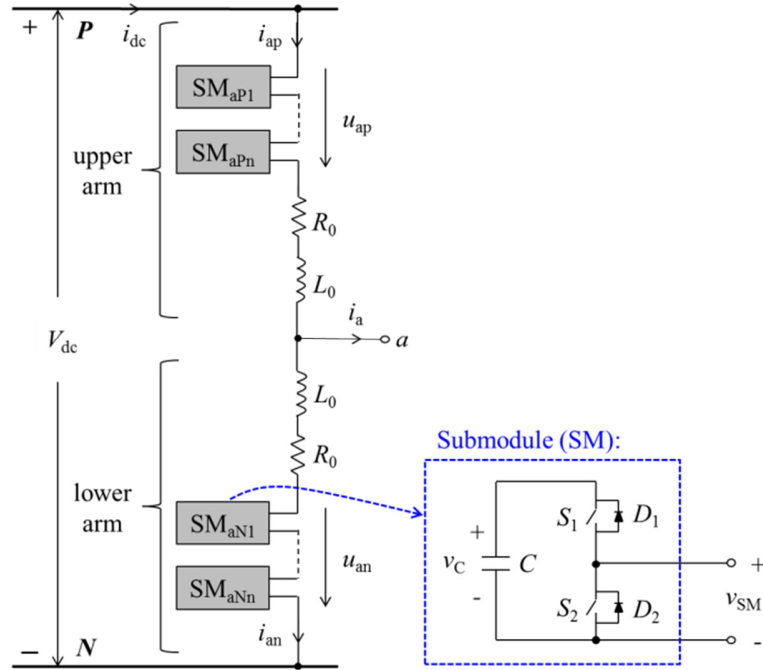 + P i_dc i_ap
SM_aP1
u_ap
SM_aPn
upper
arm
R_0
L_0
i_a
V_dc
a
L_0
R_0
Submodule (SM):
lower
arm
SM_aN1
u_an
SM_aNn
i_an
− N
S_1 D_1
+
v_C C
-
S_2 D_2
+
v_SM
-